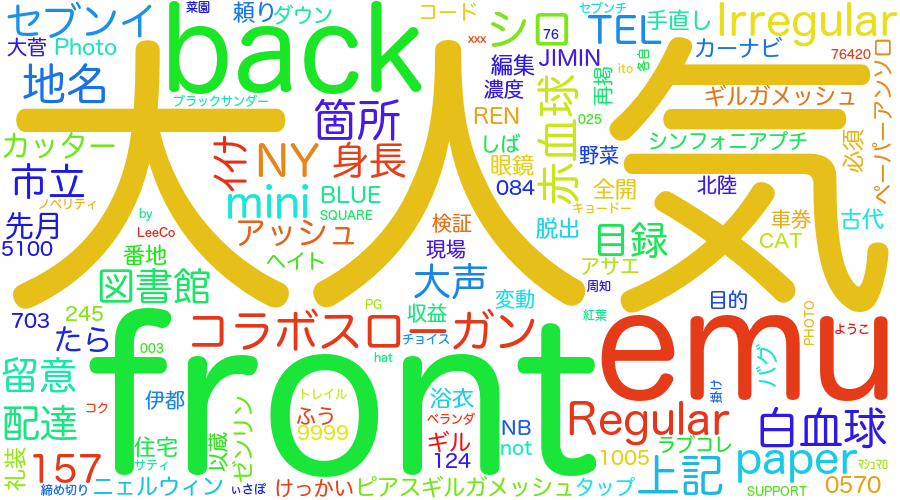 セブンイ
菜園
頼り
ダウン
コード
セブンチ
大菅
Photo
back
xxx
シロ
76
TEL
手直し
Irregular
JIMIN
編集
カーナビ
76420
地名
ブラックサンダー
濃度
再掲
各自
ito
ギルガメッシュ
ペーパーアンソロ
大人気
箇所
REN
赤血球
025
カッター
イイナ
NY
身長
しば
眼鏡
野菜
シンフォニアプチ
必須
市立
ノベリティ
mini
BLUE
084
全開
北陸
先月
by
SQUARE
キョードー
車券
古代
5100
LeeCo
アッシュ
検証
脱出
目録
CAT
番地
ヘイト
現場
アサエ
図書館
大声
周知
703
245
PG
収益
変動
目的
たら
003
コラボスローガン
チョイス
紅葉
PHOTO
ようこ
front
hat
emu
留意
伊都
トレイル
浴衣
掛け
バグ
配達
コク
以蔵
ゼンリン
ふう
9999
ベランダ
NB
Regular
白血球
礼装
住宅
サティ
ギル
not
ラブコレ
157
124
1005
上記
paper
マシュマロ
締め切り
ニェルウィン
ぃさぽ
けっかい
ピアスギルガメッシュ
タップ
SUPPORT
0570